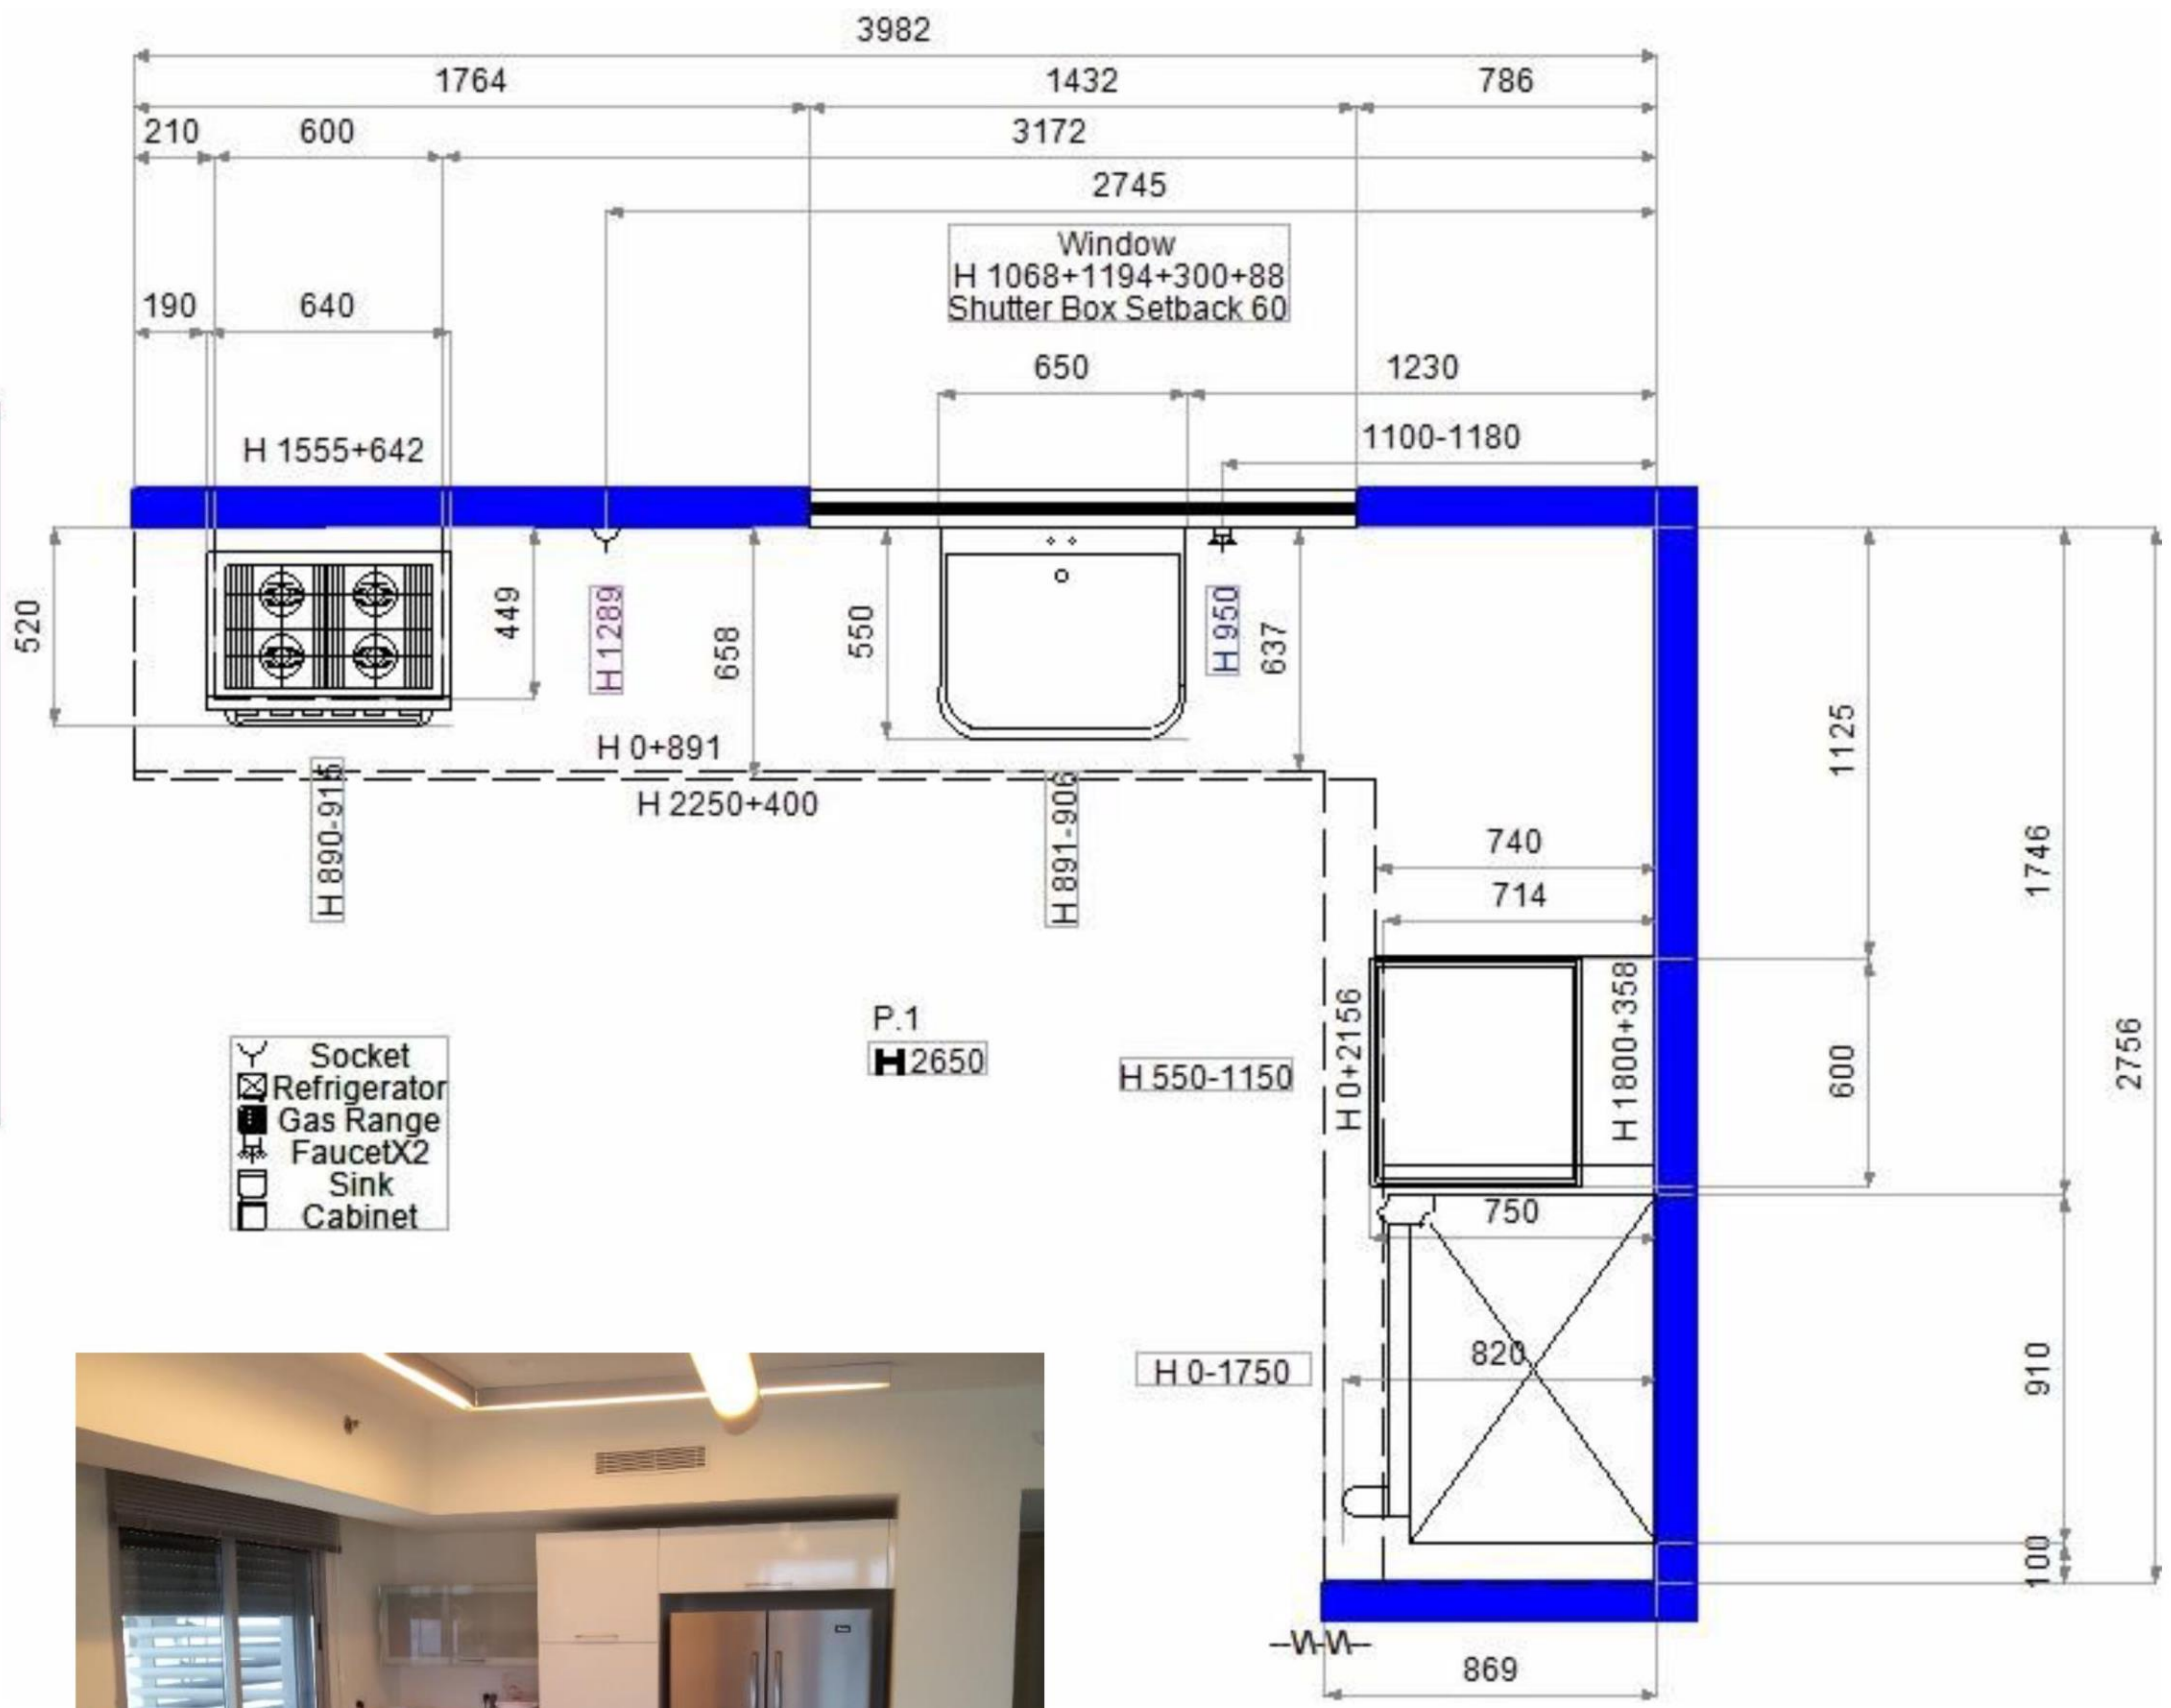 3982
1764
1432
786
210
600
3172
2745
Window
H 1068+1194+300+88
Shutter Box Setback 60
190
640
650
1230
H 1555+642
1100-1180
520
449
H 1289
658
550
H 950
637
H 0+891
H 2250+400
H 890-915
H 891-906
740
714
1125
1746
2756
P.1
H 2650
H 550-1150
H 0+2156
H 1800+358
600
Socket
Refrigerator
Gas Range
FaucetX2
Sink
Cabinet
750
820
H 0-1750
910
100
869